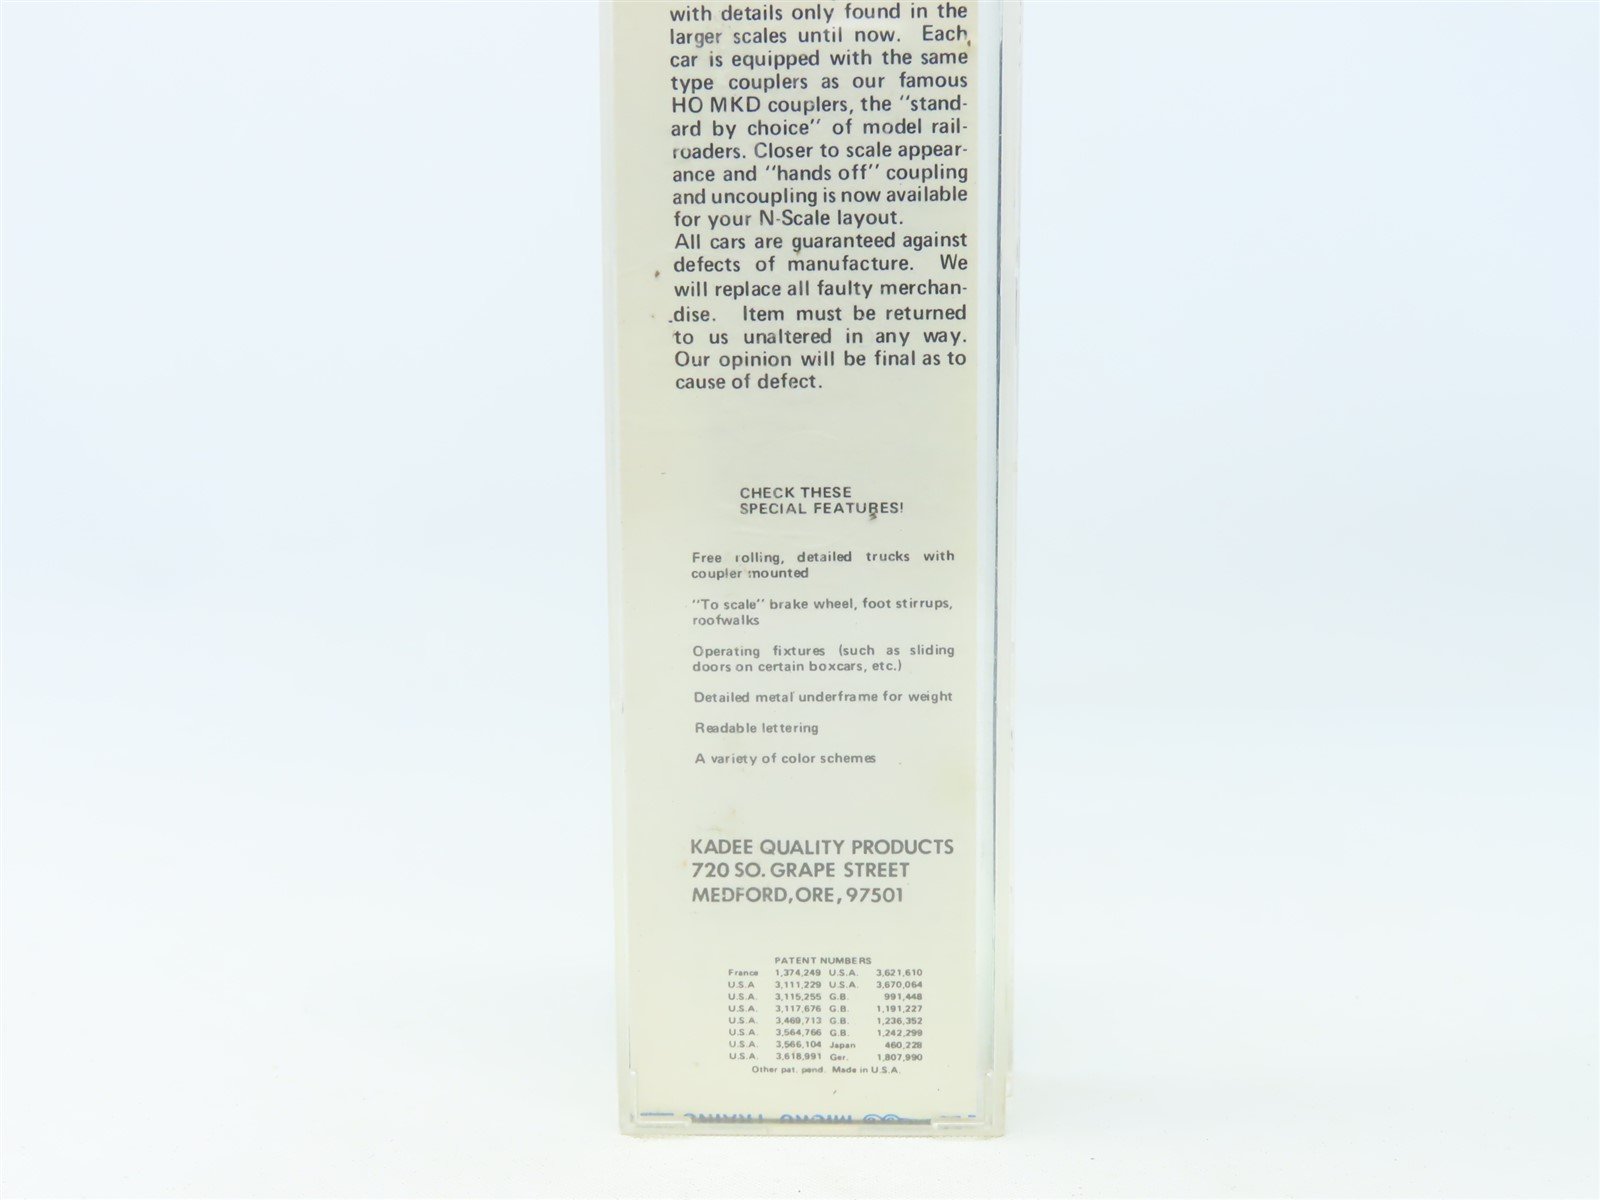 with details only found in the
larger scales until now. Each
car is equipped with the same
type couplers as our famous
HO MKD couplers, the "stand-
ard by choice" of model rail-
roaders. Closer to scale appear-
ance and "hands off" coupling
and uncoupling is now available
for your N-Scale layout.
All cars are guaranteed against
defects of manufacture. We
will replace all faulty merchan-
dise. Item must be returned
to us unaltered in any way.
Our opinion will be final as to
cause of defect.
CHECK THESE
SPECIAL FEATURES!
Free rolling, detailed trucks with
coupler mounted
"To scale" brake wheel, foot stirrups,
roofwalks
Operating fixtures (such as sliding
doors on certain boxcars, etc.)
Detailed metal underframe for weight
Readable lettering
A variety of color schemes
KADEE QUALITY PRODUCTS
720 SO. GRAPE STREET
MEDFORD, ORE, 97501
PATENT NUMBERS
France 1,374,249 U.S.A. 3,621,610
U.S.A 3,111,229 U.S.A. 3,670,064
U.S.A. 3,115,255 G.B. 991,448
U.S.A. 3,117,676 G.B. 1,191,227
U.S.A. 3,469,713 G.B. 1,236,352
U.S.A. 3,564,766 G.B. 1,242,299
U.S.A. 3,566,104 Japan 460,228
U.S.A. 3,618,991 Ger. 1,807,990
Other pat. pend. Made in U.S.A.
MICRO-TRAINS